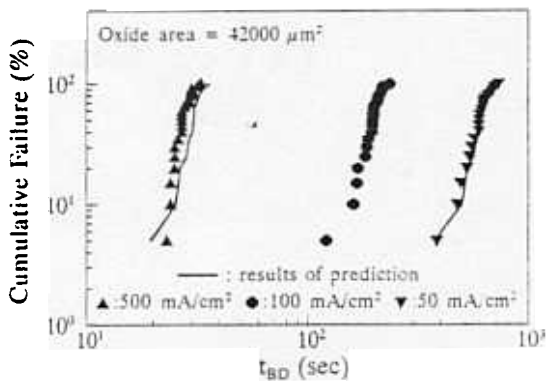 Oxide area = 42000 μm²
Cumulative Failure (%)
10²
10¹
10⁰
—— : results of prediction
▲:500 mA/cm² ●:100 mA/cm² ▼:50 mA/cm²
10¹ 10² 10³
t_BD (sec)